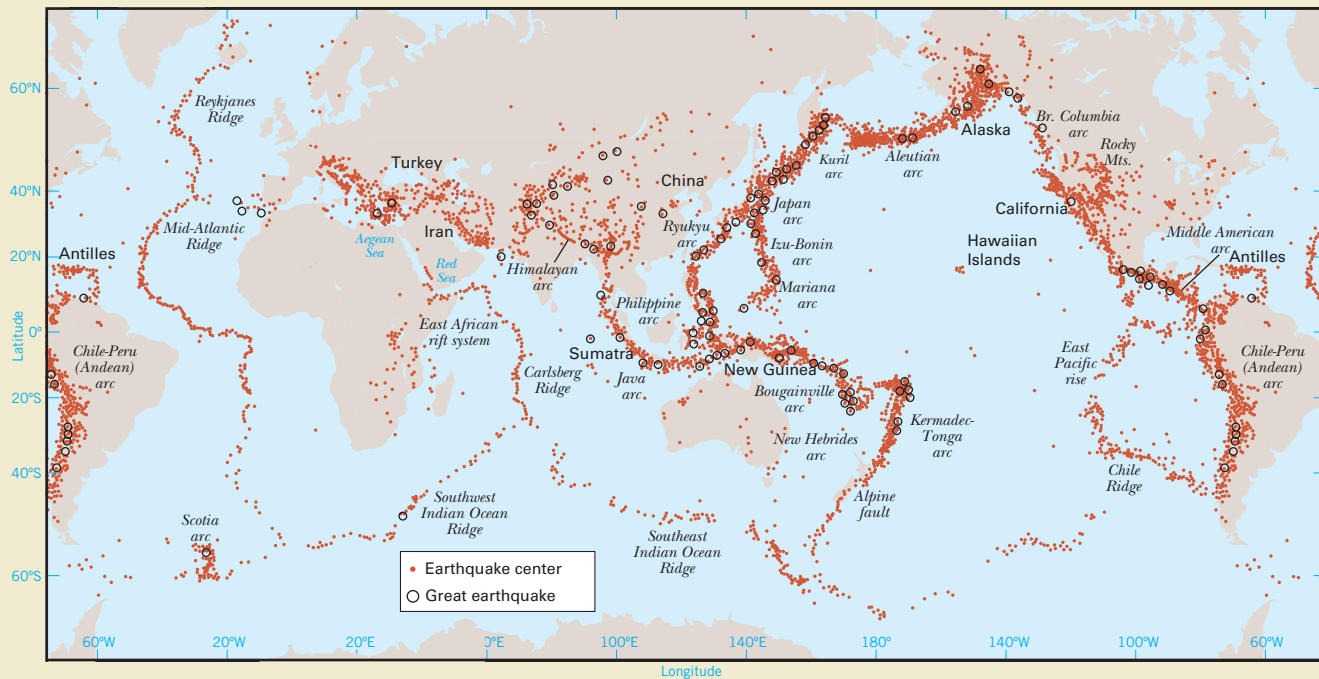 60°N
40°N
20°N
0°
20°S
40°S
60°S
Latitude
Reykjanes
Ridge
Mid-Atlantic
Ridge
Antilles
Chile-Peru
(Andean)
arc
Scotia
arc
Turkey
Aegean
Sea
Iran
Red
Sea
East African
rift system
Carlsberg
Ridge
Southwest
Indian Ocean
Ridge
Himalayan
arc
China
Ryukyu
arc
Philippine
arc
Sumatra
Java
arc
New Guinea
Kuril
arc
Japan
arc
Izu-Bonin
arc
Mariana
arc
Bougainville
arc
New Hebrides
arc
Kermadec-
Tonga
arc
Alpine
fault
Southeast
Indian Ocean
Ridge
Aleutian
arc
Alaska
Br. Columbia
arc
Rocky
Mts.
California
Hawaiian
Islands
Middle American
arc
Antilles
East
Pacific
rise
Chile-Peru
(Andean)
arc
Chile
Ridge
Earthquake center
Great earthquake
60°W
20°W
20°E
0°E
100°E
140°E
180°
140°W
100°W
60°W
Longitude